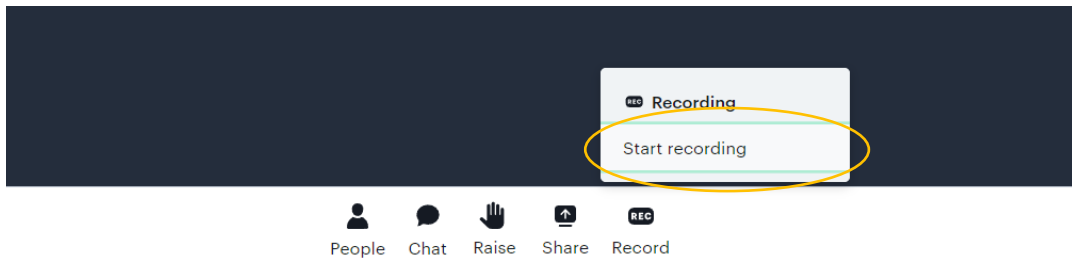 REC Recording
Start recording
REC
People Chat Raise Share Record